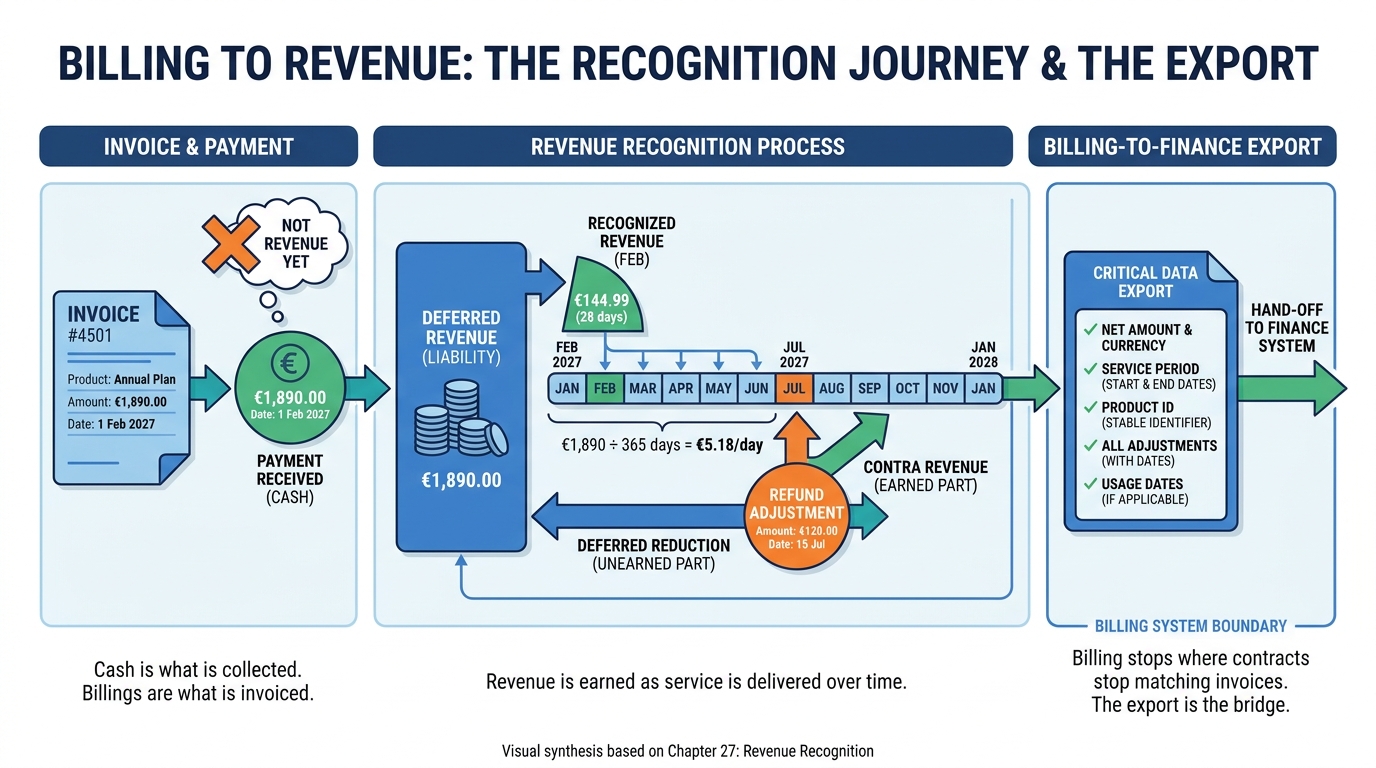 BILLING TO REVENUE: THE RECOGNITION JOURNEY & THE EXPORT
INVOICE & PAYMENT
NOT
REVENUE
YET
INVOICE
#4501
Product: Annual Plan
Amount: €1,890.00
Date: 1 Feb 2027
€
€1,890.00
Date: 1 Feb 2027
PAYMENT
RECEIVED
(CASH)
Cash is what is collected.
Billings are what is invoiced.
REVENUE RECOGNITION PROCESS
DEFERRED
REVENUE
(LIABILITY)
€1,890.00
RECOGNIZED
REVENUE
(FEB)
€144.99
(28 days)
FEB
2027
JUL
2027
JAN
2028
JAN FEB MAR APR MAY JUN JUL AUG SEP OCT NOV JAN
€1,890 ÷ 365 days = €5.18/day
REFUND
ADJUSTMENT
Amount: €120.00
Date: 15 Jul
CONTRA REVENUE
(EARNED PART)
DEFERRED REDUCTION
(UNEARNED PART)
Revenue is earned as service is delivered over time.
BILLING-TO-FINANCE EXPORT
CRITICAL DATA
EXPORT
NET AMOUNT &
CURRENCY
SERVICE PERIOD
(START & END DATES)
PRODUCT ID
(STABLE IDENTIFIER)
ALL ADJUSTMENTS
(WITH DATES)
USAGE DATES
(IF APPLICABLE)
HAND-OFF
TO FINANCE
SYSTEM
BILLING SYSTEM BOUNDARY
Billing stops where contracts
stop matching invoices.
The export is the bridge.
Visual synthesis based on Chapter 27: Revenue Recognition